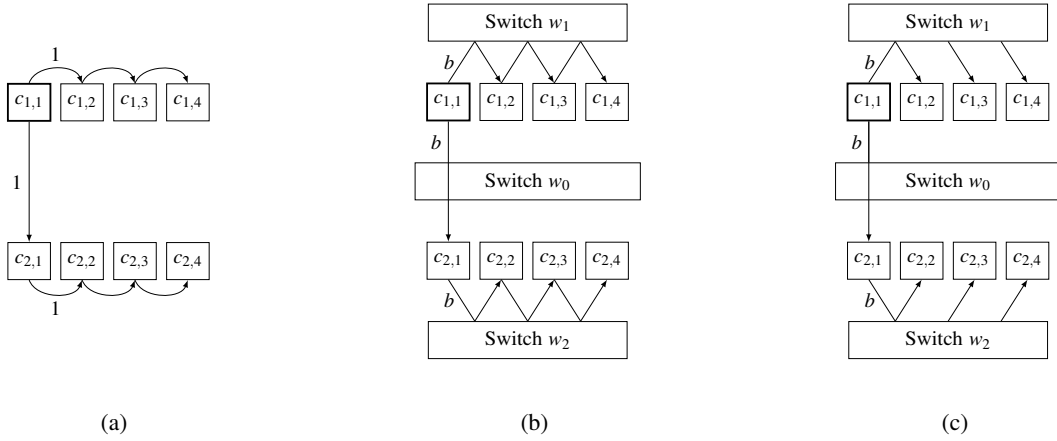 1
c1,1 c1,2 c1,3 c1,4
1
c2,1 c2,2 c2,3 c2,4
1
(a)
Switch w1
b
c1,1 c1,2 c1,3 c1,4
b
Switch w0
c2,1 c2,2 c2,3 c2,4
b
Switch w2
(b)
Switch w1
b
c1,1 c1,2 c1,3 c1,4
b
Switch w0
c2,1 c2,2 c2,3 c2,4
b
Switch w2
(c)